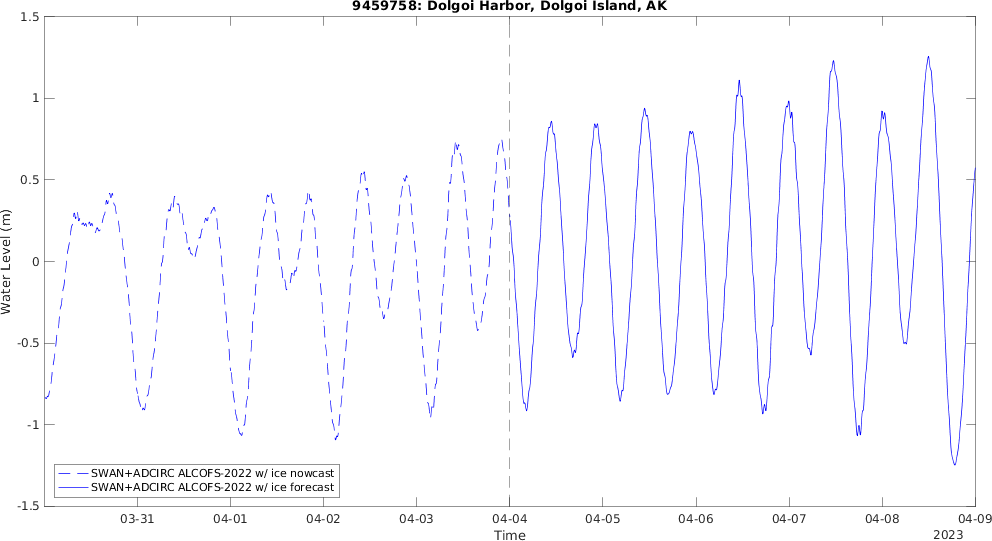 9459758: Dolgoi Harbor, Dolgoi Island, AK
1.5
1
0.5
0
-0.5
-1
-1.5
Water Level (m)
SWAN+ADCIRC ALCOFS-2022 w/ ice nowcast
SWAN+ADCIRC ALCOFS-2022 w/ ice forecast
03-31 04-01 04-02 04-03 04-04 04-05 04-06 04-07 04-08 04-09
Time
2023